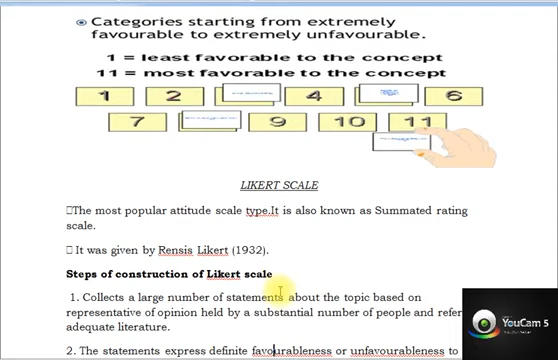 Categories starting from extremely
favourable to extremely unfavourable.
1 = least favorable to the concept
11 = most favorable to the concept
1 2 4 6
7 9 10 11
LIKERT SCALE
The most popular attitude scale type.It is also known as Summated rating
scale.
It was given by Rensis Likert (1932).
Steps of construction of Likert scale
1. Collects a large number of statements about the topic based on
representative of opinion held by a substantial number of people and refer
adequate literature.
2. The statements express definite favourableness or unfavourableness to
YouCam 5